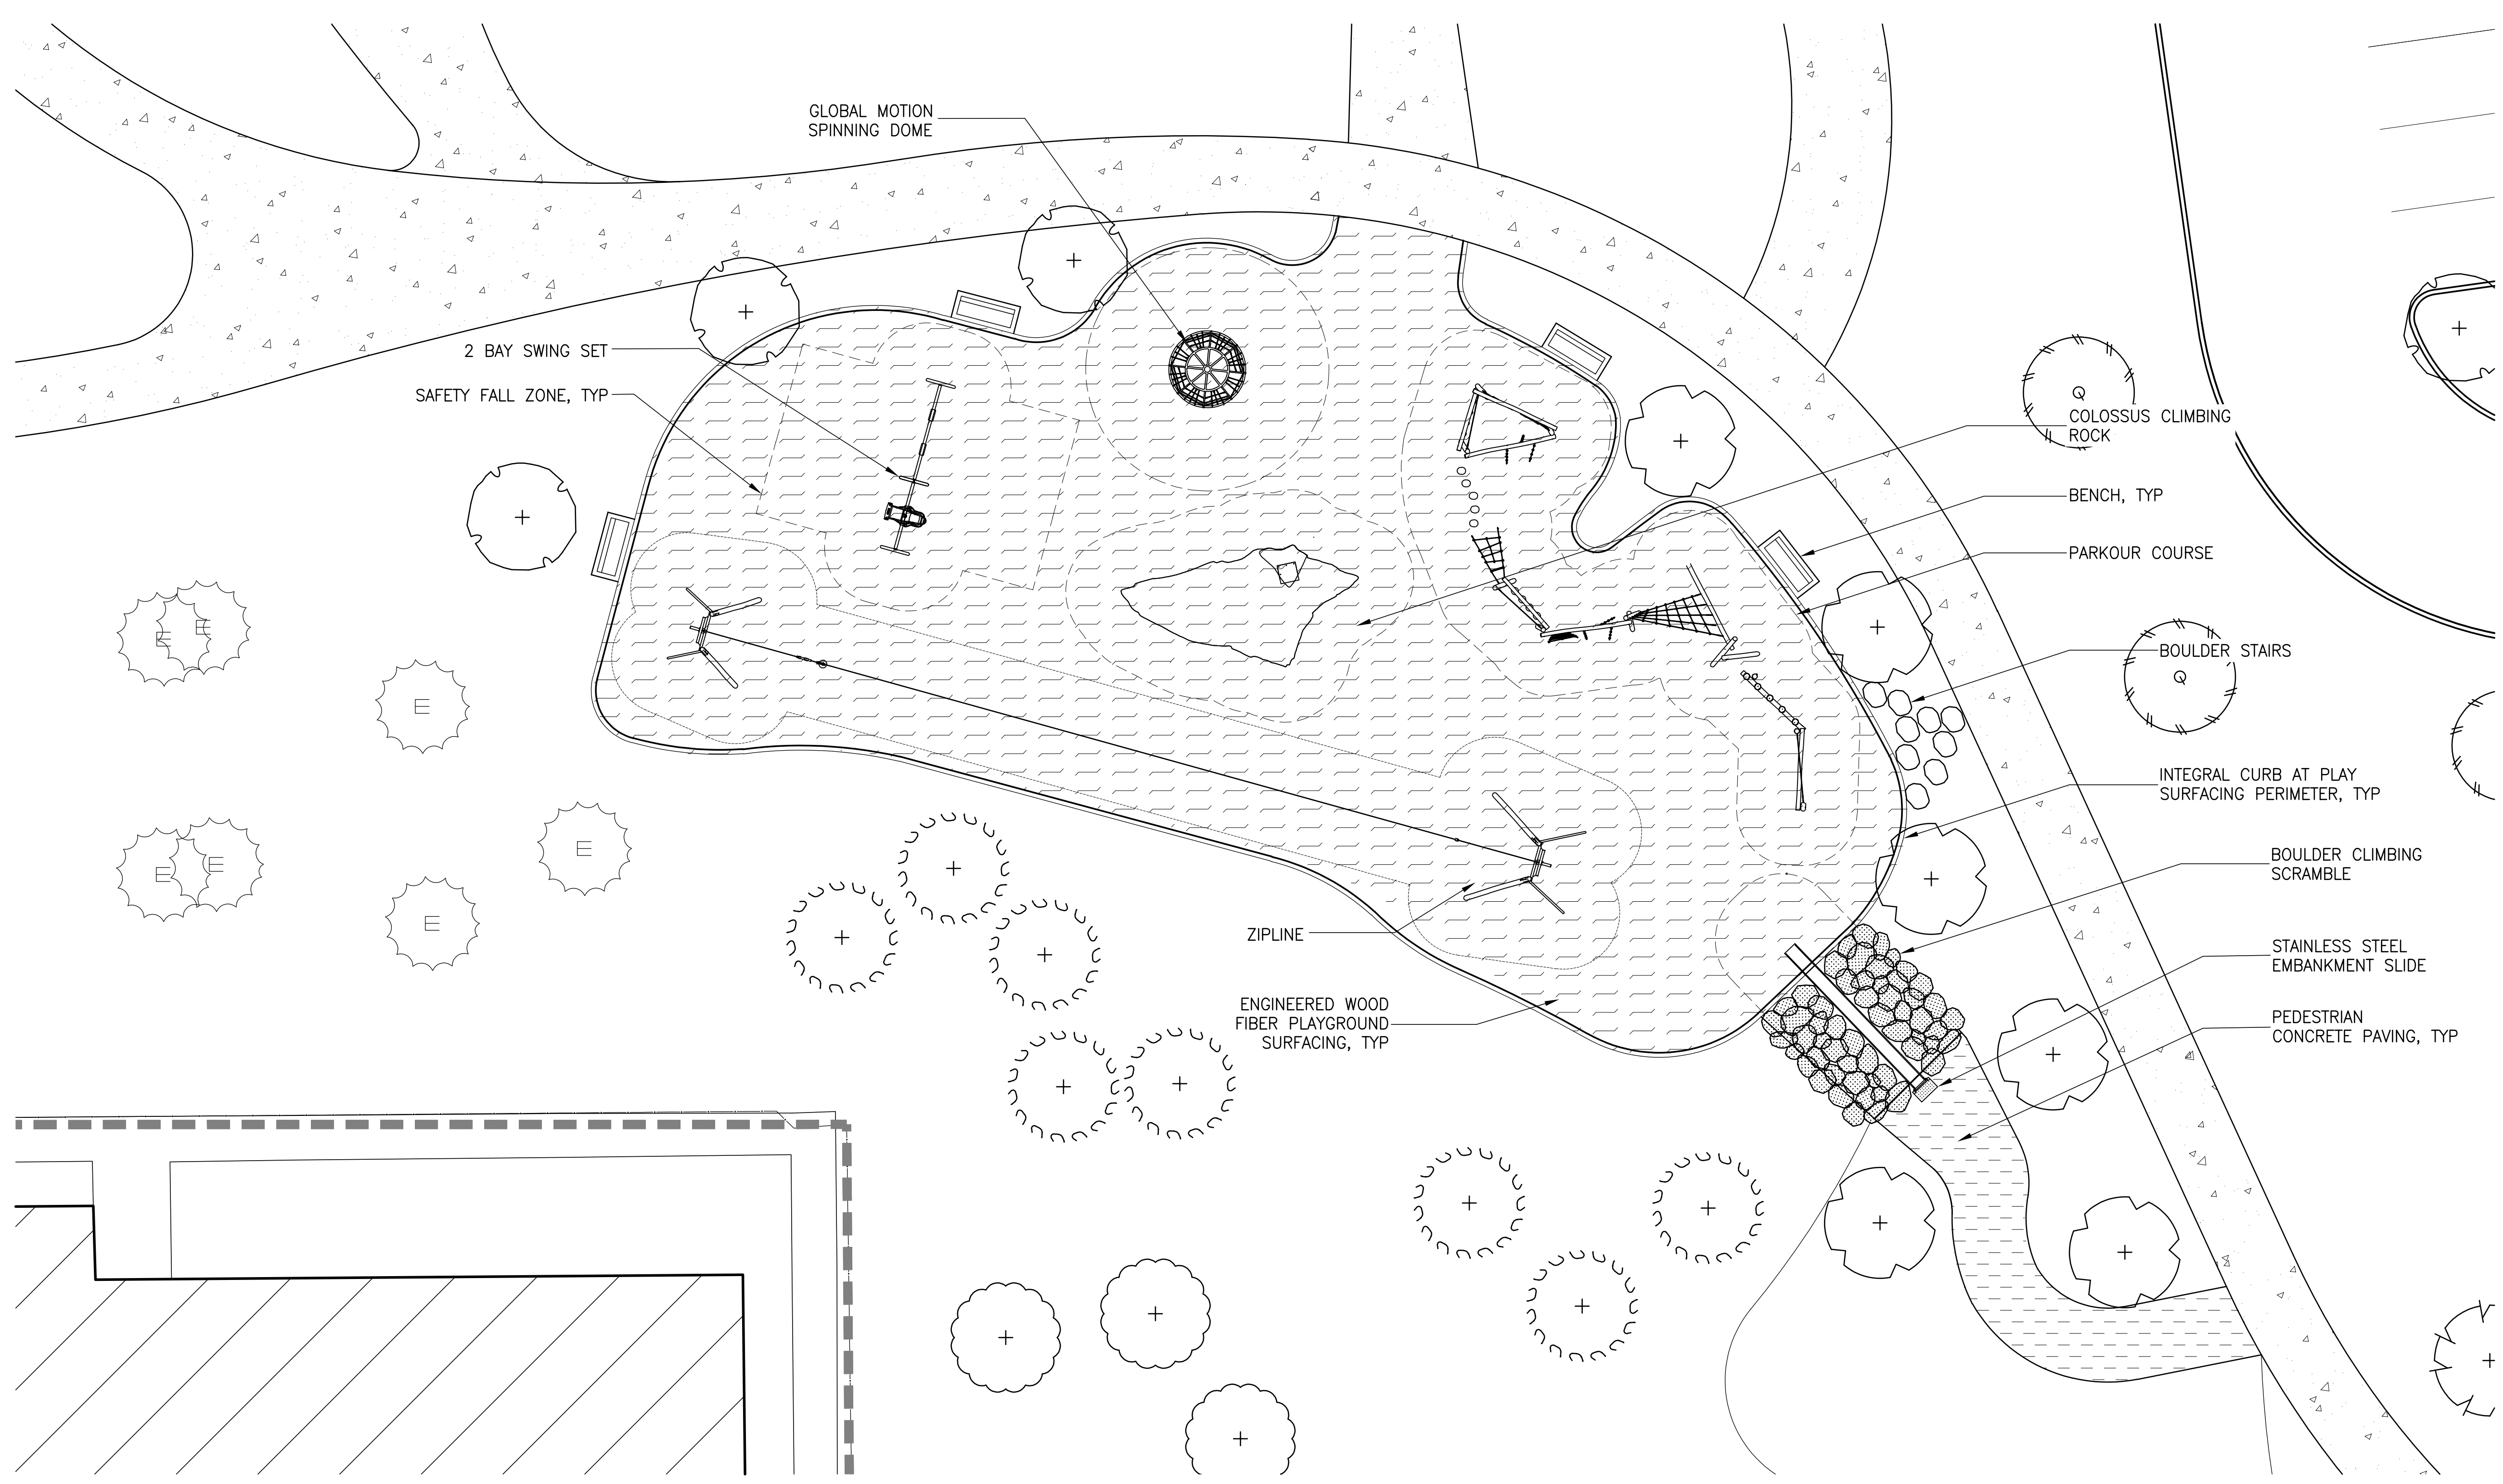 GLOBAL MOTION
SPINNING DOME
2 BAY SWING SET
SAFETY FALL ZONE, TYP
COLOSSUS CLIMBING
ROCK
BENCH, TYP
PARKOUR COURSE
BOULDER STAIRS
INTEGRAL CURB AT PLAY
SURFACING PERIMETER, TYP
BOULDER CLIMBING
SCRAMBLE
ZIPLINE
STAINLESS STEEL
EMBANKMENT SLIDE
ENGINEERED WOOD
FIBER PLAYGROUND
SURFACING, TYP
PEDESTRIAN
CONCRETE PAVING, TYP